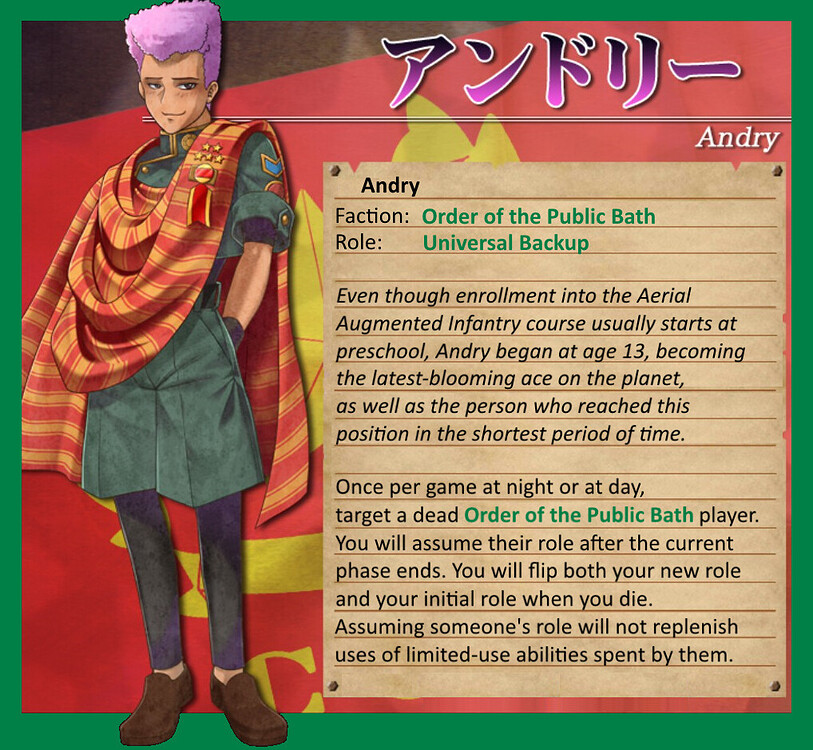 アンドリー
Andry
Andry
Faction: Order of the Public Bath
Role: Universal Backup
Even though enrollment into the Aerial
Augmented Infantry course usually starts at
preschool, Andry began at age 13, becoming
the latest-blooming ace on the planet,
as well as the person who reached this
position in the shortest period of time.
Once per game at night or at day,
target a dead Order of the Public Bath player.
You will assume their role after the current
phase ends. You will flip both your new role
and your initial role when you die.
Assuming someone's role will not replenish
uses of limited-use abilities spent by them.